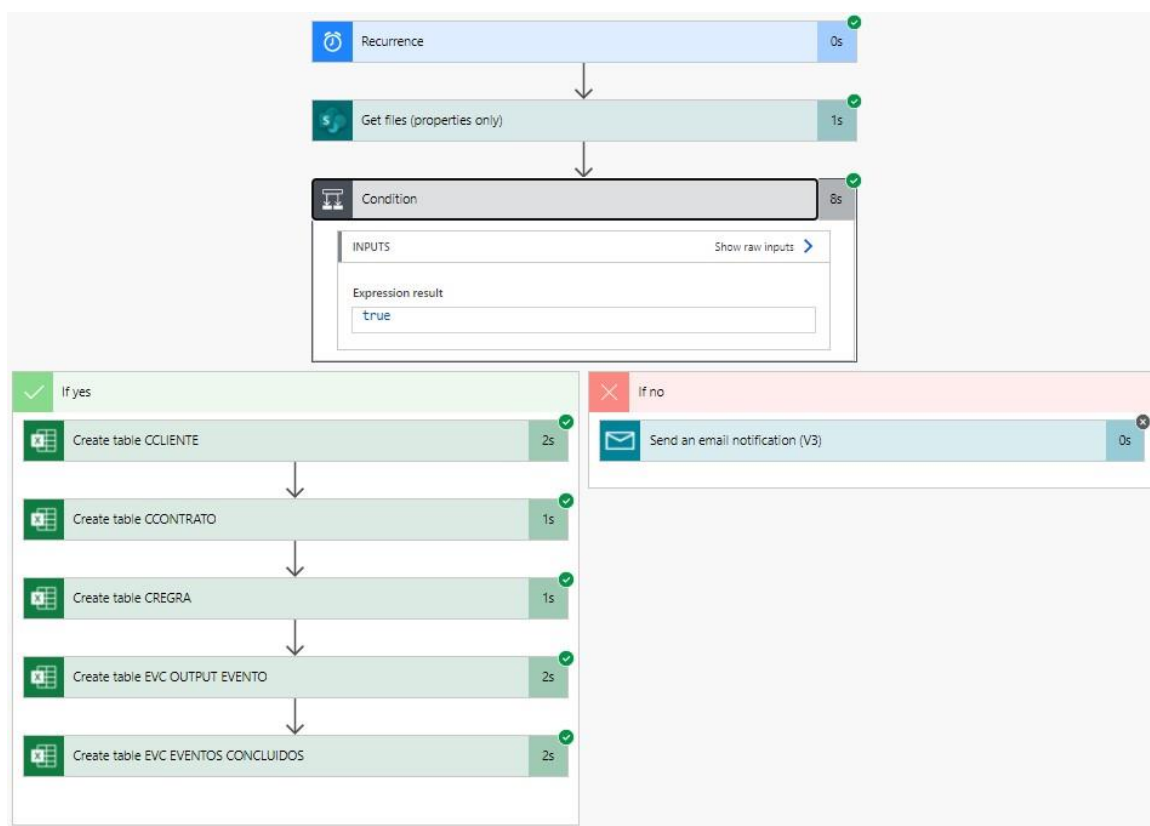 Recurrence 0s
Get files (properties only) 1s
Condition 8s
INPUTS Show raw inputs
Expression result
true
If yes
Create table CCLIENTE 2s
Create table CCONTRATO 1s
Create table CREGRA 1s
Create table EVC OUTPUT EVENTO 2s
Create table EVC EVENTOS CONCLUIDOS 2s
If no
Send an email notification (V3) 0s